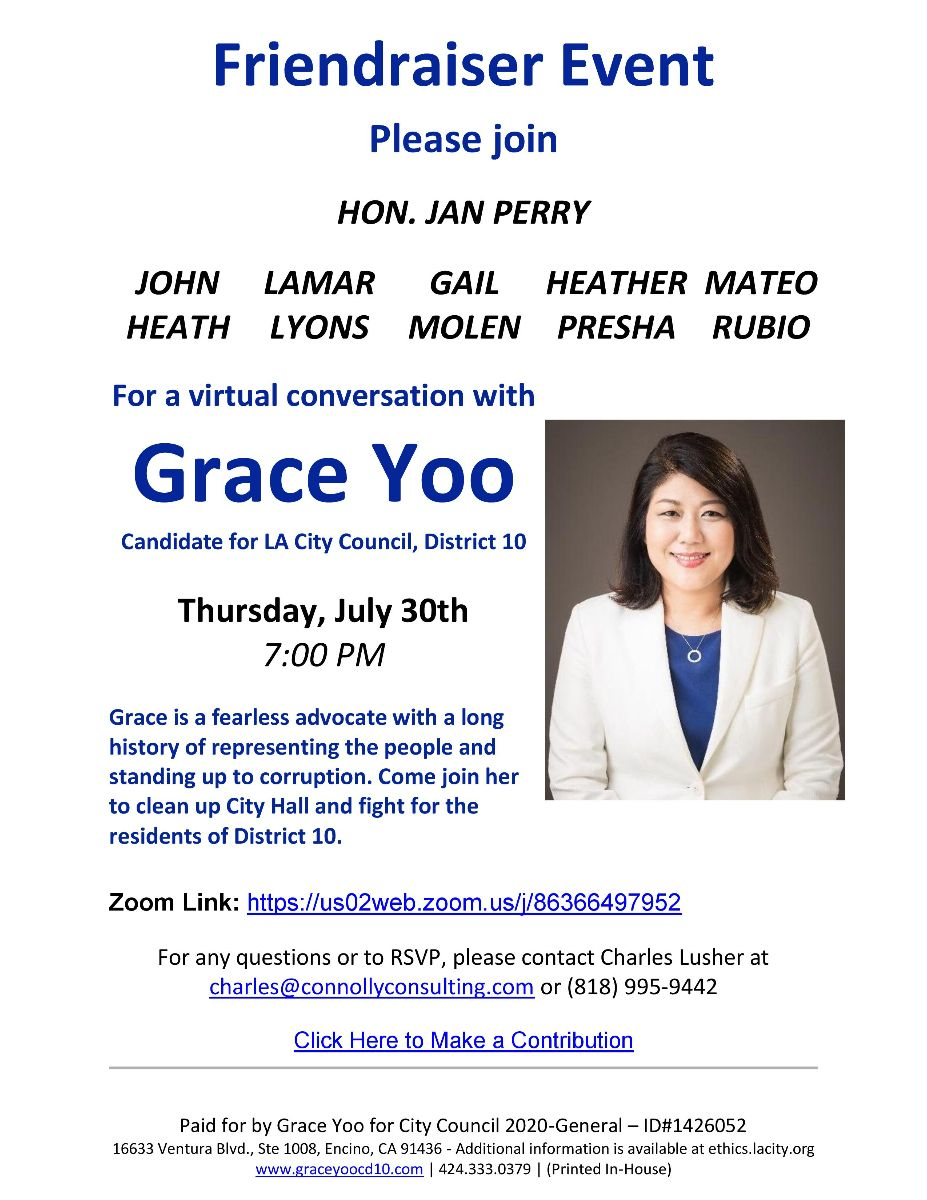 Friendraiser Event
Please join
HON. JAN PERRY
JOHN LAMAR GAIL HEATHER MATEO
HEATH LYONS MOLEN PRESHA RUBIO
For a virtual conversation with
Grace Yoo
Candidate for LA City Council, District 10
Thursday, July 30th
7:00 PM
Grace is a fearless advocate with a long
history of representing the people and
standing up to corruption. Come join her
to clean up City Hall and fight for the
residents of District 10.
Zoom Link: https://us02web.zoom.us/j/86366497952
For any questions or to RSVP, please contact Charles Lusher at
charles@connollyconsulting.com or (818) 995-9442
Click Here to Make a Contribution
Paid for by Grace Yoo for City Council 2020-General – ID#1426052
16633 Ventura Blvd., Ste 1008, Encino, CA 91436 - Additional information is available at ethics.lacity.org
www.graceyoocd10.com | 424.333.0379 | (Printed In-House)